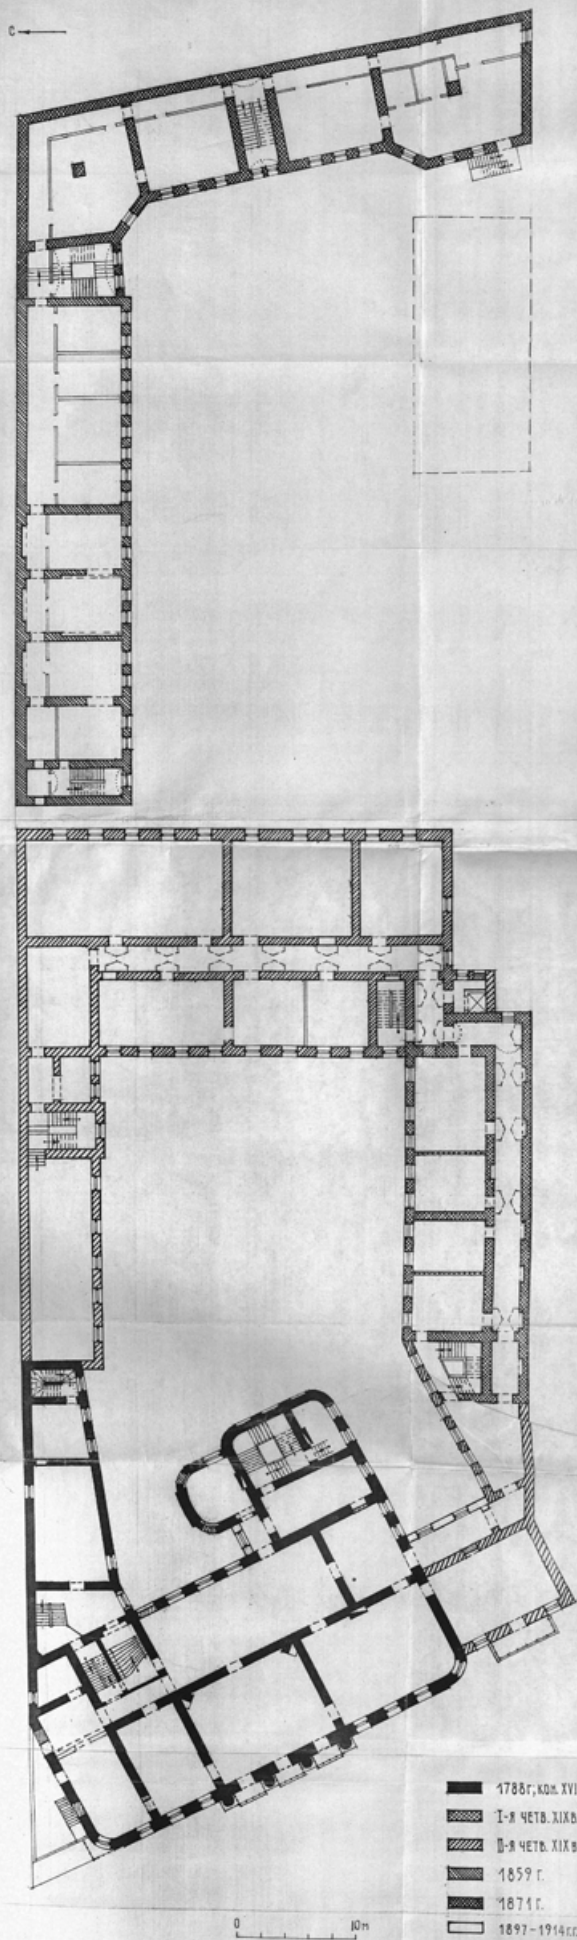 С
1788г; кон. XVI
I-я четв. XIXв.
II-я четв. XIXв
1859 г.
1871 г.
1897-1914гг
0 10м